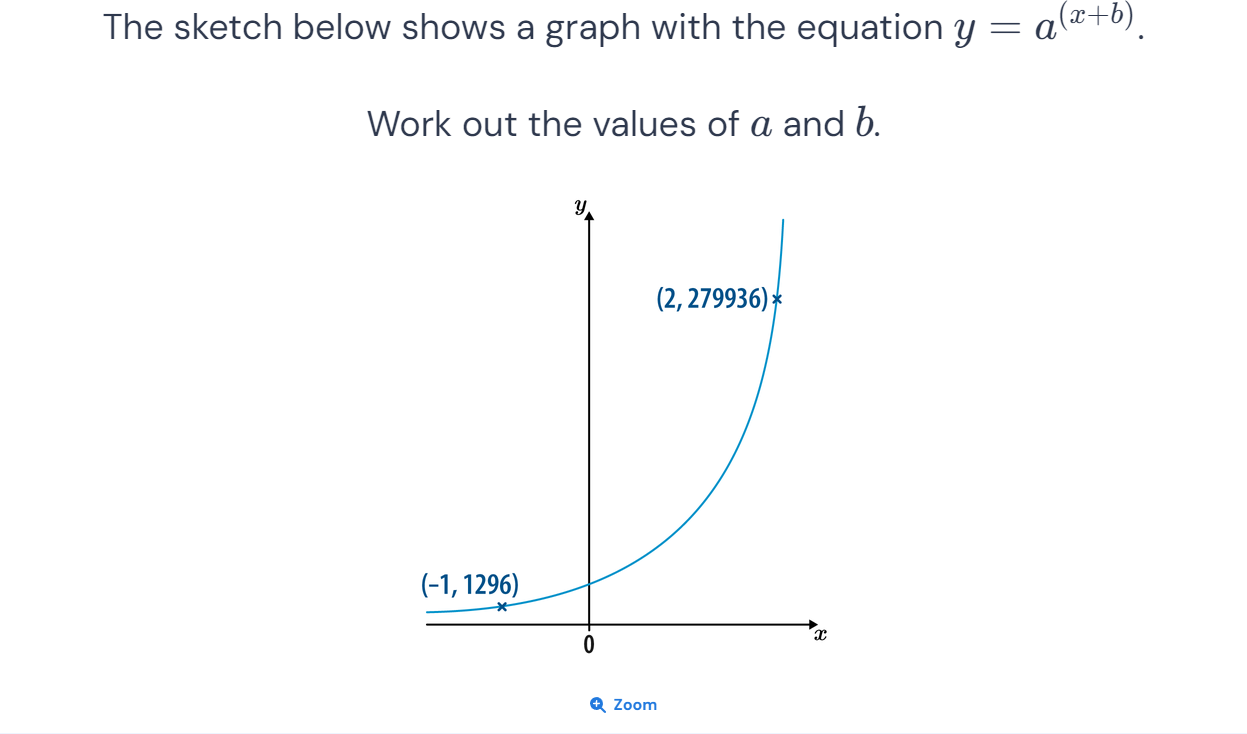 The sketch below shows a graph with the equation y = a^(x+b).
Work out the values of a and b.
y
(2, 279936)
(–1, 1296)
x
0
Zoom